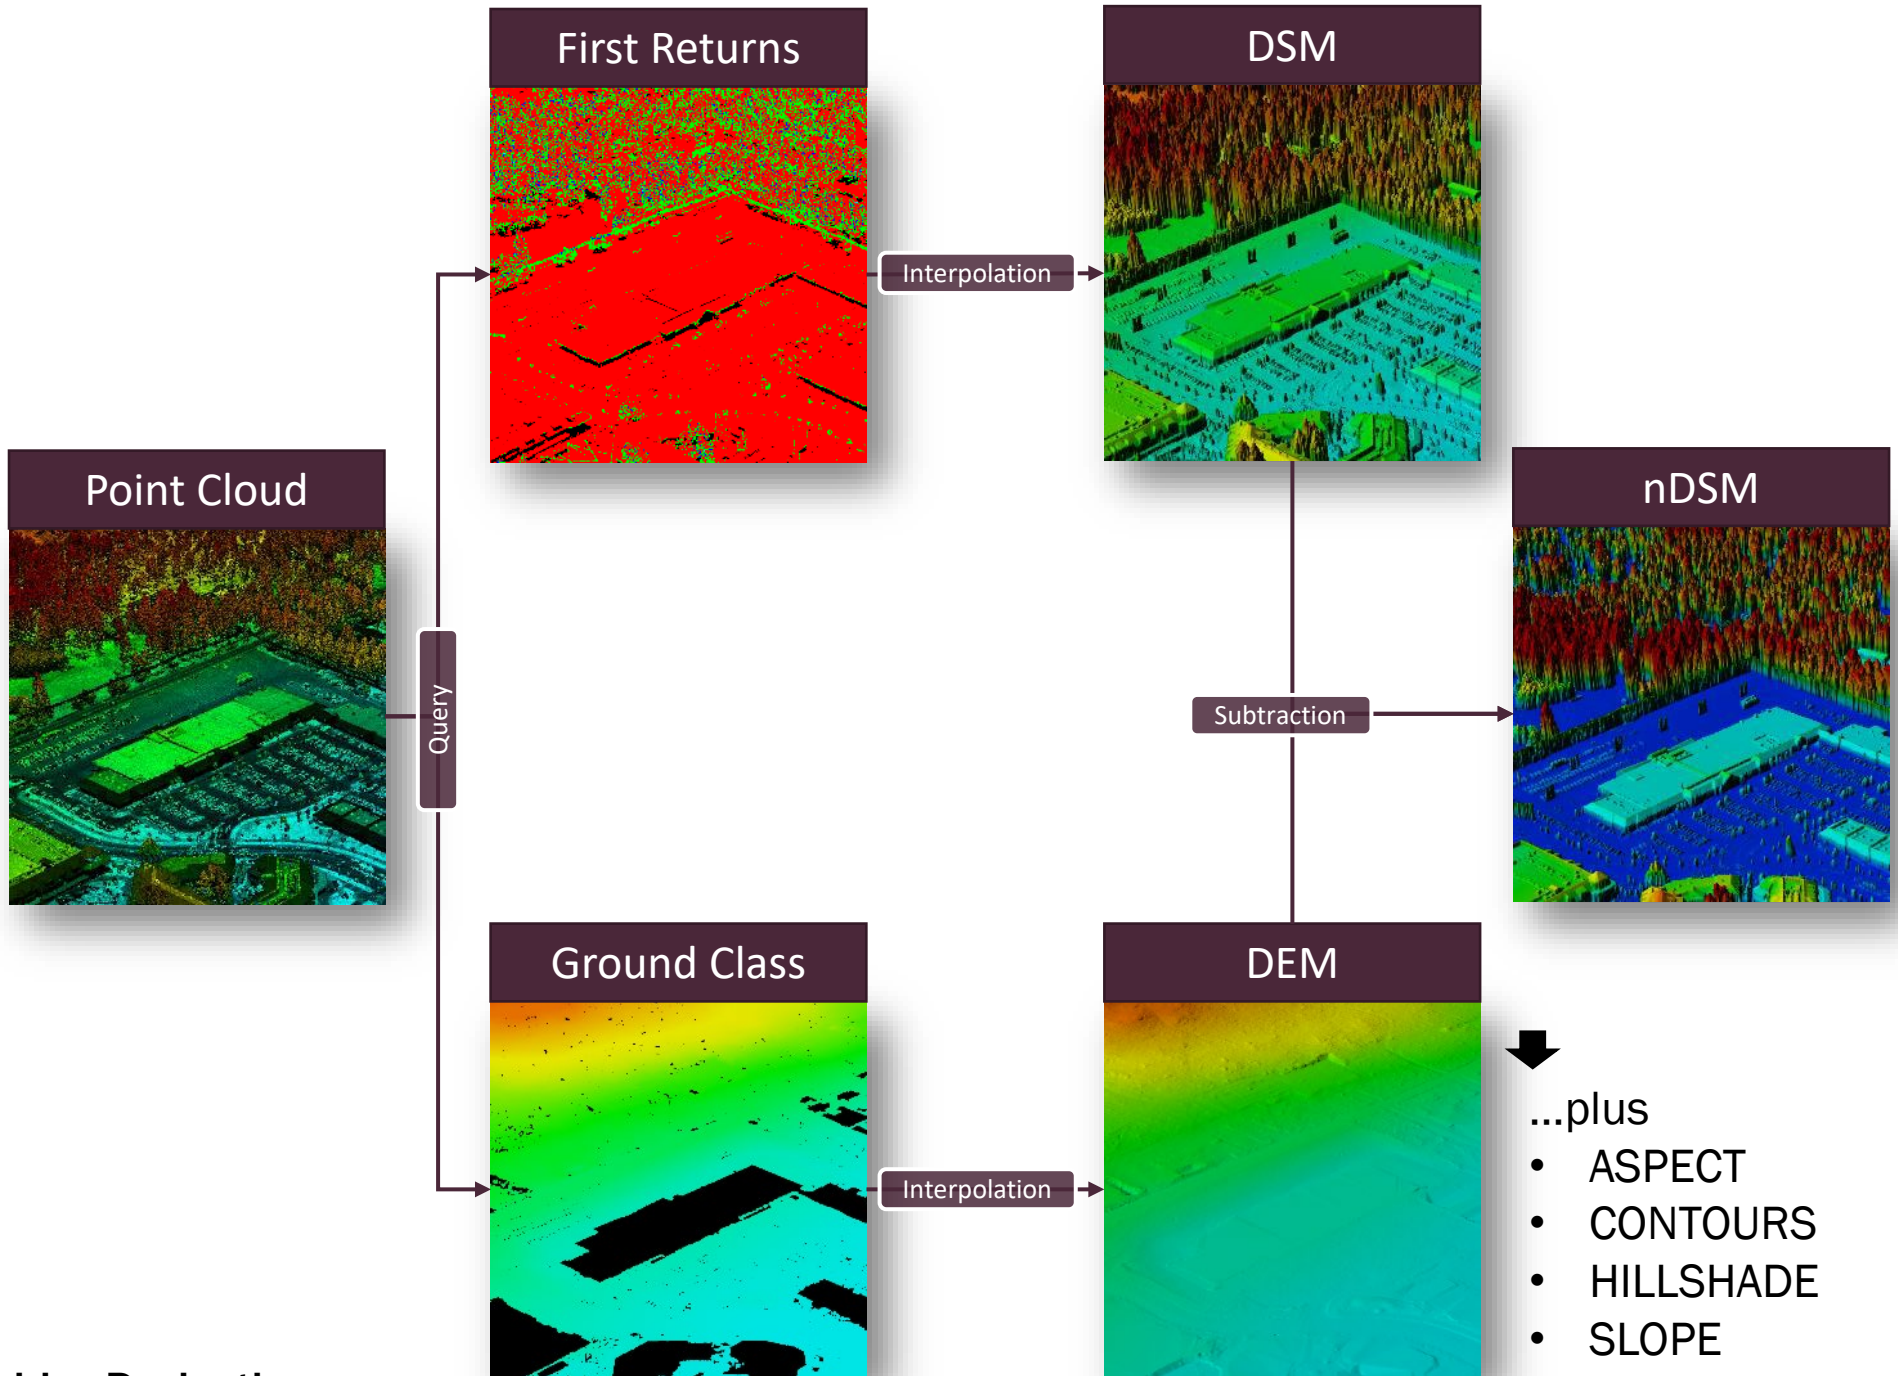 First Returns
DSM
Interpolation
Point Cloud
nDSM
Query
Subtraction
Ground Class
DEM
Interpolation
...plus
• ASPECT
• CONTOURS
• HILLSHADE
• SLOPE